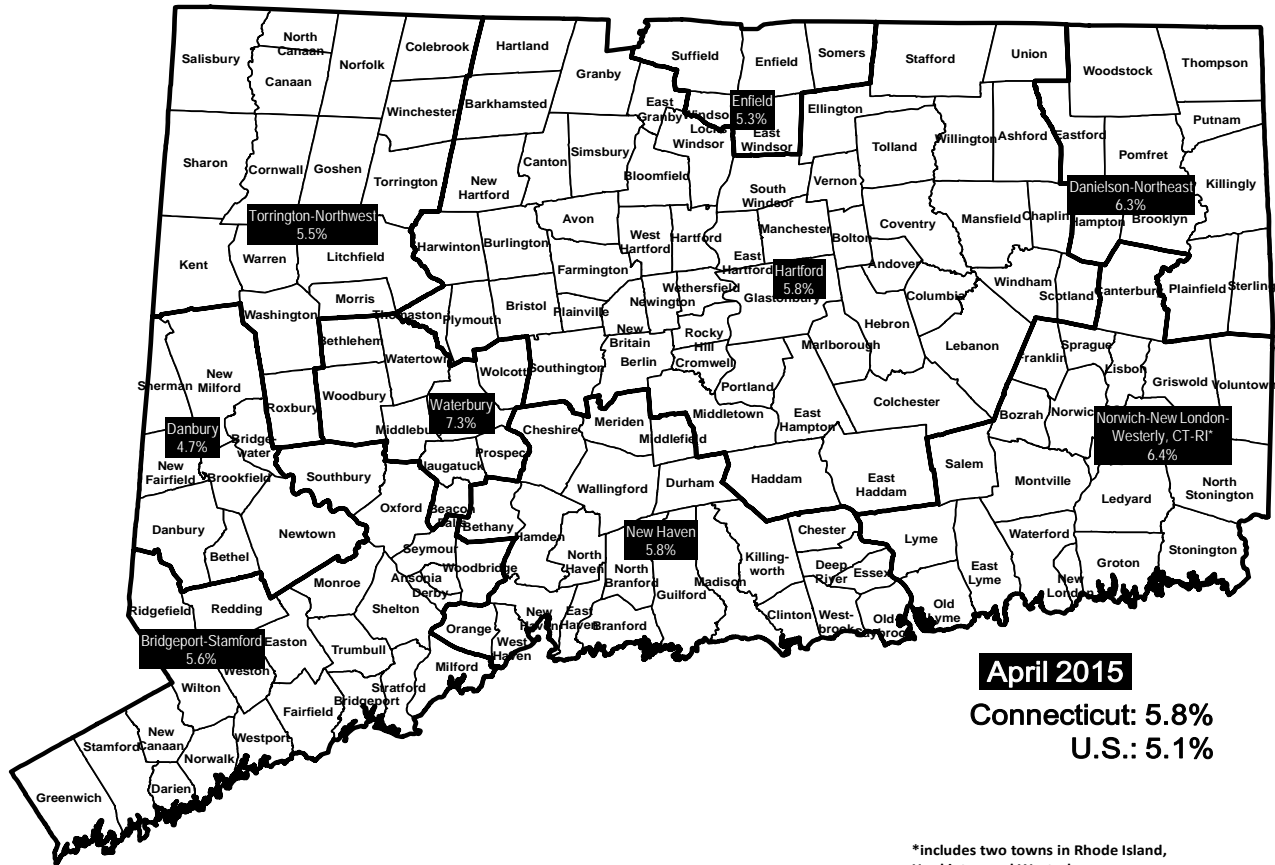 Salisbury
North
Canaan
Canaan
Norfolk
Colebrook
Hartland
Granby
Suffield
Enfield
Somers
Stafford
Union
Woodstock
Thompson
Winchester
Barkhamsted
East
Granby
Windsor
Locks
Windsor
Enfield
5.3%
East
Windsor
Ellington
Willington
Ashford
Eastford
Putnam
Pomfret
Killingly
Sharon
Cornwall
Goshen
Torrington
New
Hartford
Canton
Simsbury
Bloomfield
South
Windsor
Vernon
Tolland
Torrington-Northwest
5.5%
Danielson-Northeast
6.3%
Hampton
Brooklyn
Chaplin
Mansfield
Coventry
Kent
Warren
Litchfield
Harwinton
Burlington
Avon
West
Hartford
Hartford
East
Hartford
Manchester
Bolton
Andover
Hartford
5.8%
Glastonbury
Farmington
Wethersfield
Newington
Columbia
Windham
Scotland
Canterbury
Plainfield
Sterling
Washington
Morris
Thomaston
Plymouth
Bristol
Plainville
New
Britain
Berlin
Rocky
Hill
Cromwell
Marlborough
Hebron
Lebanon
Franklin
Sprague
Lisbon
Griswold
Voluntown
Sherman
New
Milford
Roxbury
Bethlehem
Woodbury
Watertown
Wolcott
Southington
Portland
Middletown
East
Hampton
Colchester
Bozrah
Norwich
Norwich-New London-
Westerly, CT-RI*
6.4%
Danbury
4.7%
Bridge-
water
Waterbury
7.3%
Middlebury
Naugatuck
Prospect
Cheshire
Meriden
Middlefield
New
Fairfield
Brookfield
Southbury
Oxford
Beacon
Falls
Bethany
Wallingford
Durham
Haddam
East
Haddam
Salem
Montville
Ledyard
North
Stonington
Danbury
Bethel
Newtown
Monroe
Seymour
Ansonia
Derby
Woodbridge
Hamden
North
Haven
New Haven
5.8%
North
Branford
Guilford
Madison
Killing-
worth
Chester
Deep
River
Essex
Lyme
East
Lyme
Waterford
New
London
Groton
Stonington
Ridgefield
Redding
Shelton
Orange
West
Haven
New
Haven
East
Haven
Branford
Clinton
West-
brook
Old
Saybrook
Old
Lyme
Bridgeport-Stamford
5.6%
Easton
Weston
Trumbull
Milford
Stratford
Bridgeport
Fairfield
Wilton
Westport
New
Canaan
Norwalk
Stamford
Darien
Greenwich
April 2015
Connecticut: 5.8%
U.S.: 5.1%
*includes two towns in Rhode Island,